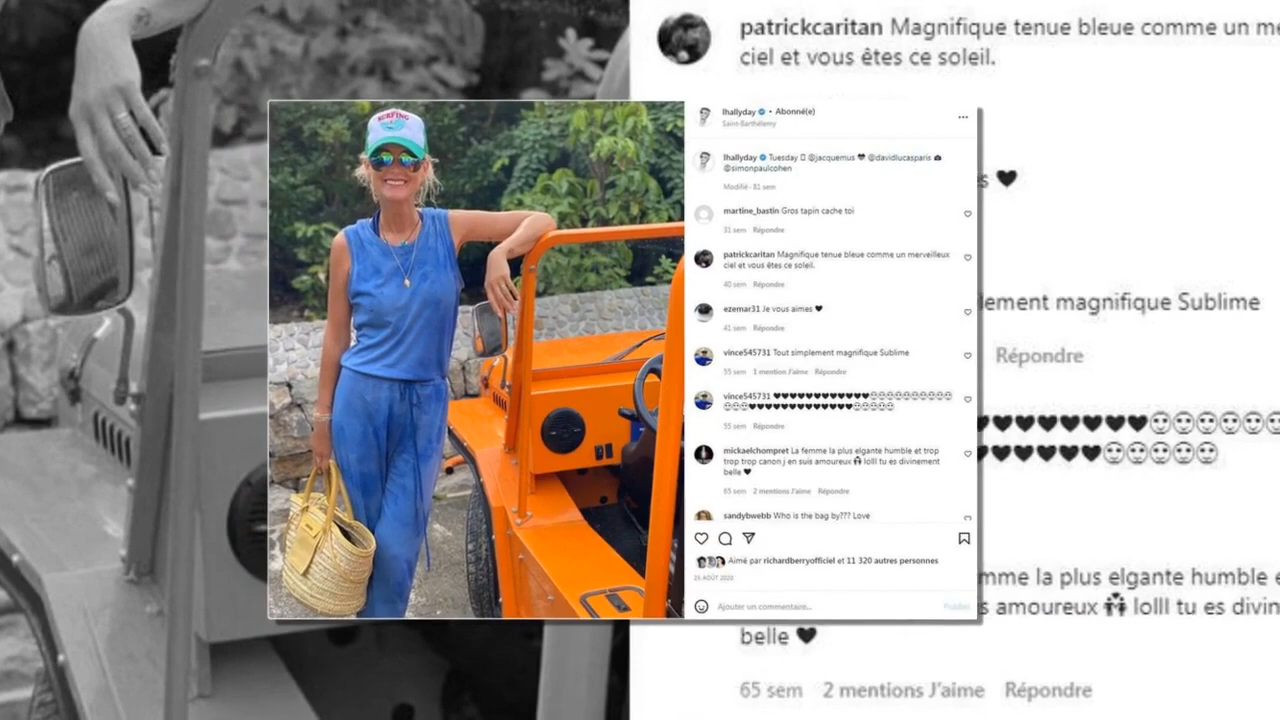 patrickcaritan Magnifique tenue bleue comme un me
ciel et vous êtes ce soleil.
SURFING
lhallyday • Abonné(e)
Saint-Barthélemy
lhallyday Tuesday @jacquemus 🖤 @davidlucasparis 📷
@simonpaulcohen
Modifié · 81 sem
martine_bastin Gros tapin cache toi
31 sem Répondre
patrickcaritan Magnifique tenue bleue comme un merveilleux
ciel et vous êtes ce soleil.
40 sem Répondre
ezemar31 Je vous aimes 🖤
41 sem Répondre
vince545731 Tout simplement magnifique Sublime
55 sem 1 mention J'aime Répondre
vince545731
55 sem Répondre
mickaelchompret La femme la plus elgante humble et trop
trop trop canon j en suis amoureux lolll tu es divinement
belle 🖤
65 sem 2 mentions J'aime Répondre
sandybwebb Who is the bag by??? Love
Aimé par richardberryofficiel et 11 320 autres personnes
25 AOÛT 2020
Ajouter un commentaire...
Publier
s 🖤
lement magnifique Sublime
Répondre
mme la plus elgante humble e
s amoureux lolll tu es divin
belle 🖤
65 sem 2 mentions J'aime Répondre